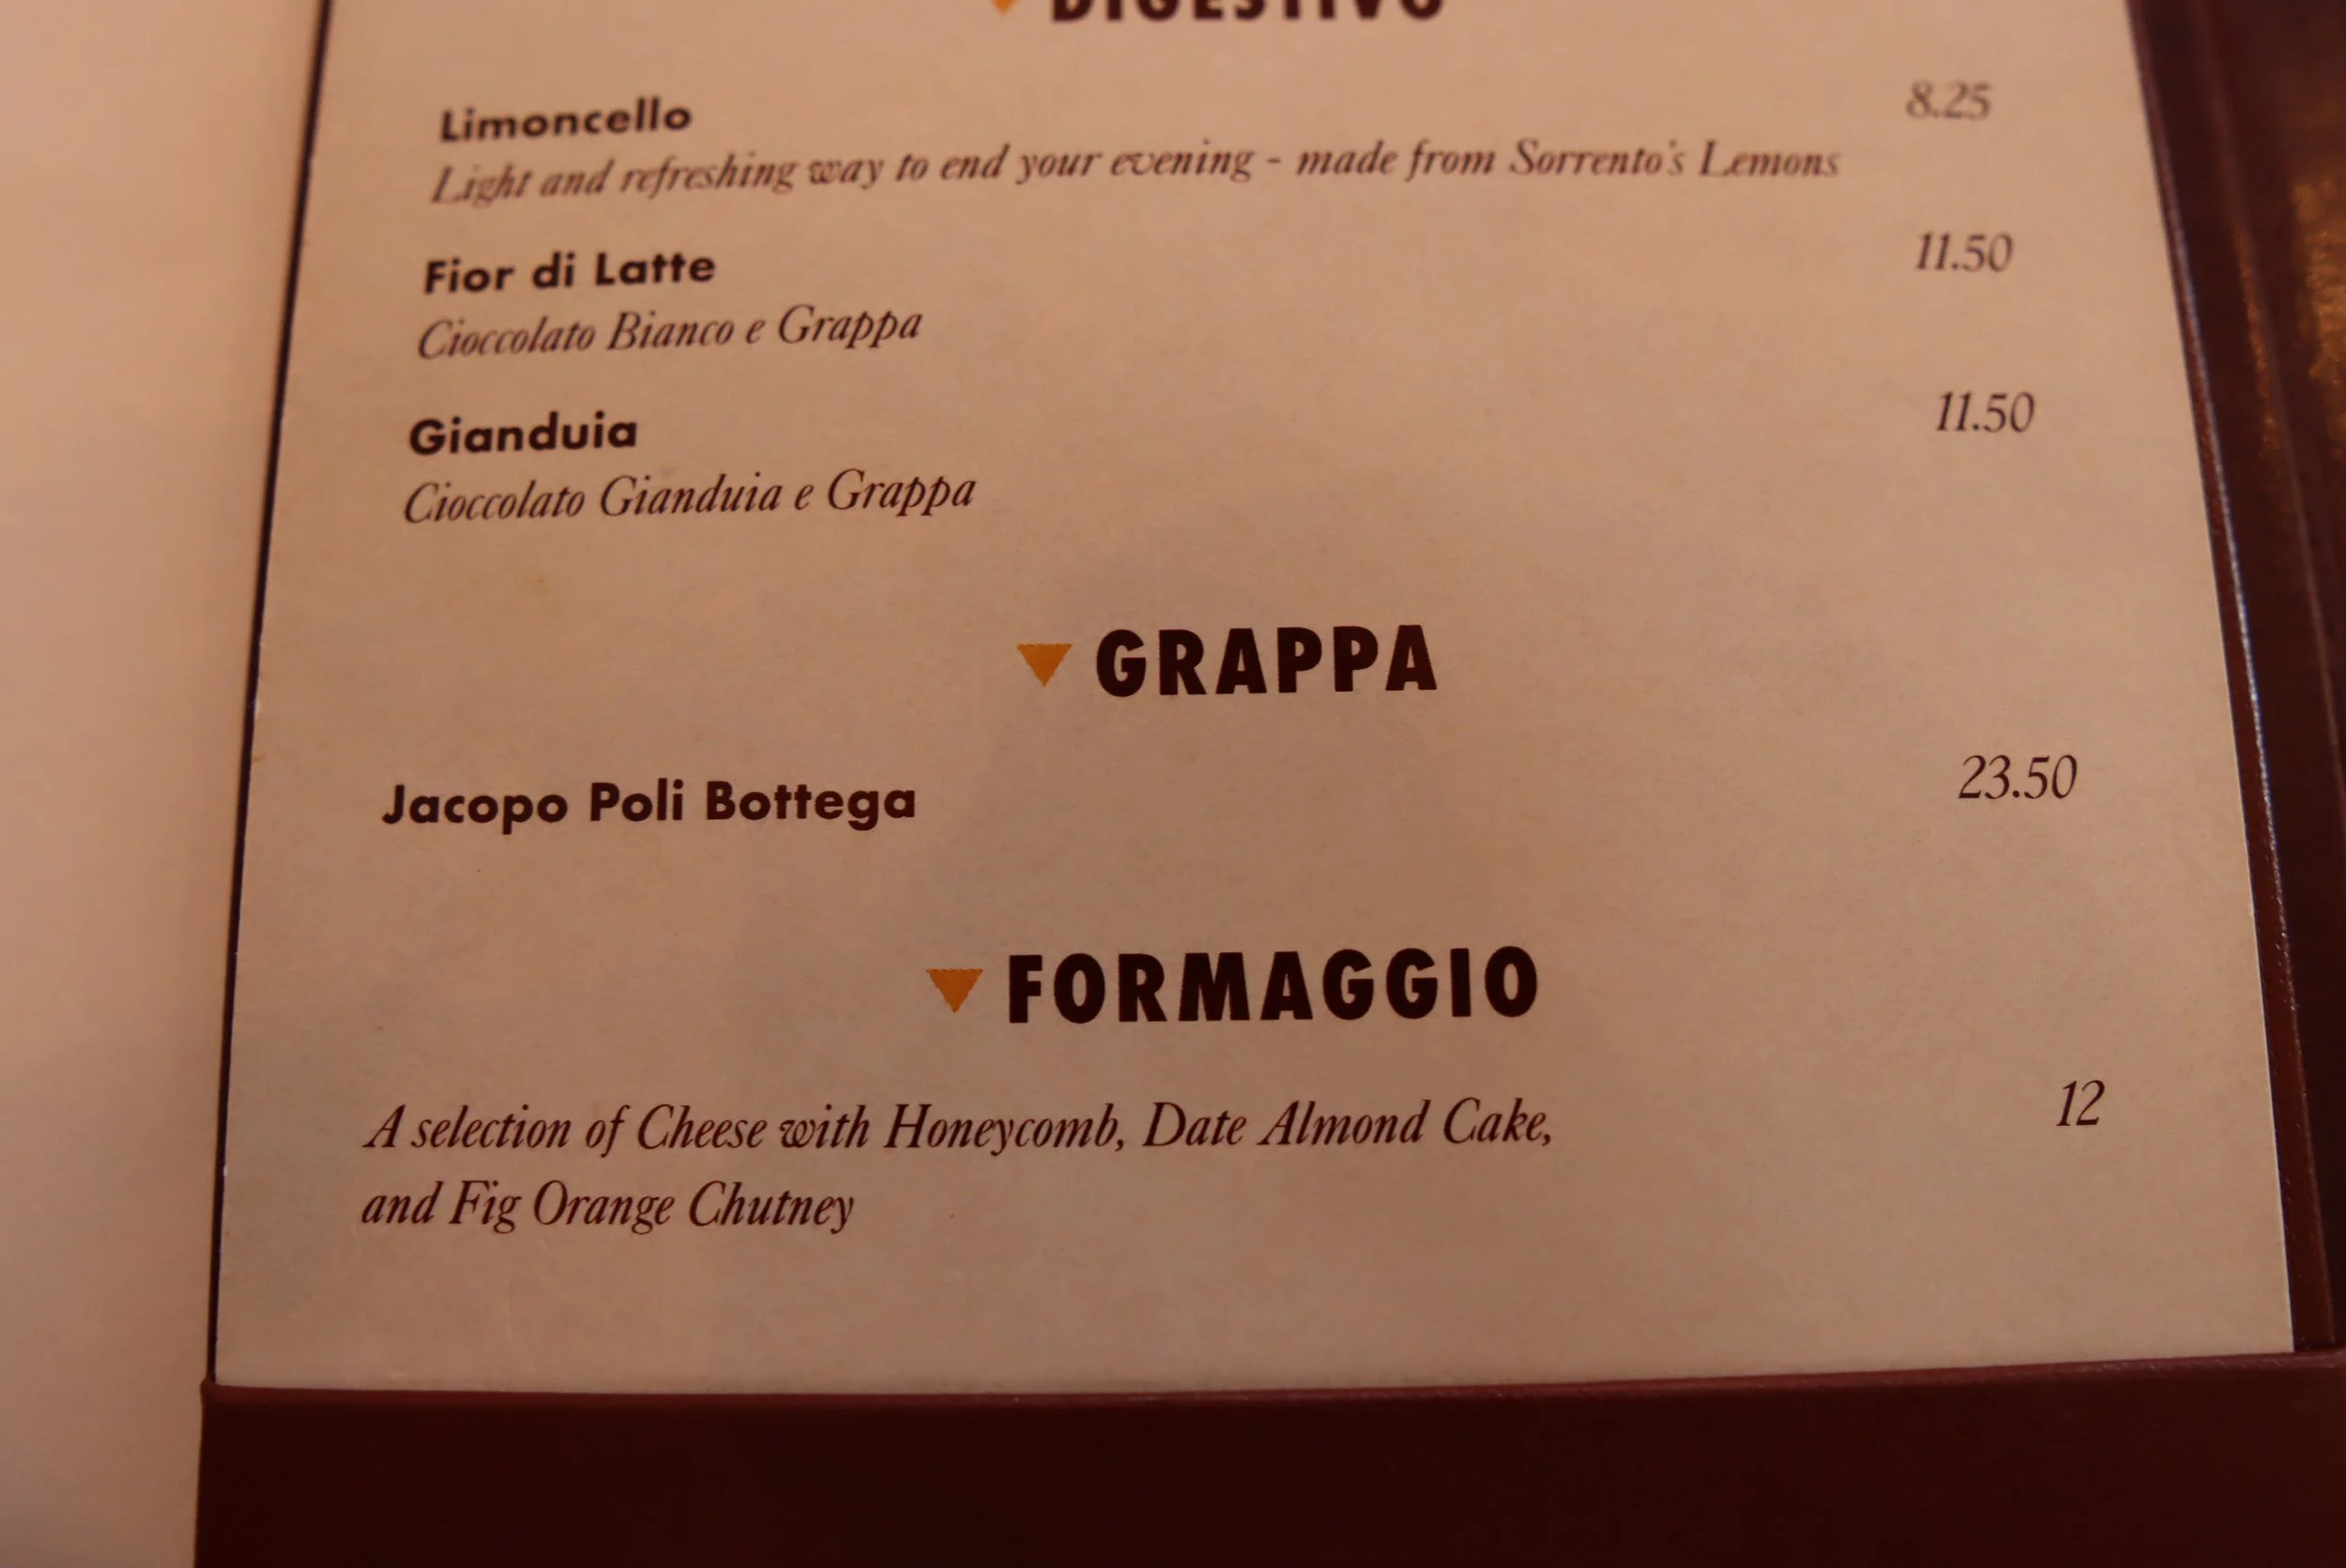 DIGESTIVO
Limoncello 8.25
Light and refreshing way to end your evening - made from Sorrento's Lemons
Fior di Latte 11.50
Cioccolato Bianco e Grappa
Gianduia 11.50
Cioccolato Gianduia e Grappa
GRAPPA
Jacopo Poli Bottega 23.50
FORMAGGIO
A selection of Cheese with Honeycomb, Date Almond Cake, 12
and Fig Orange Chutney